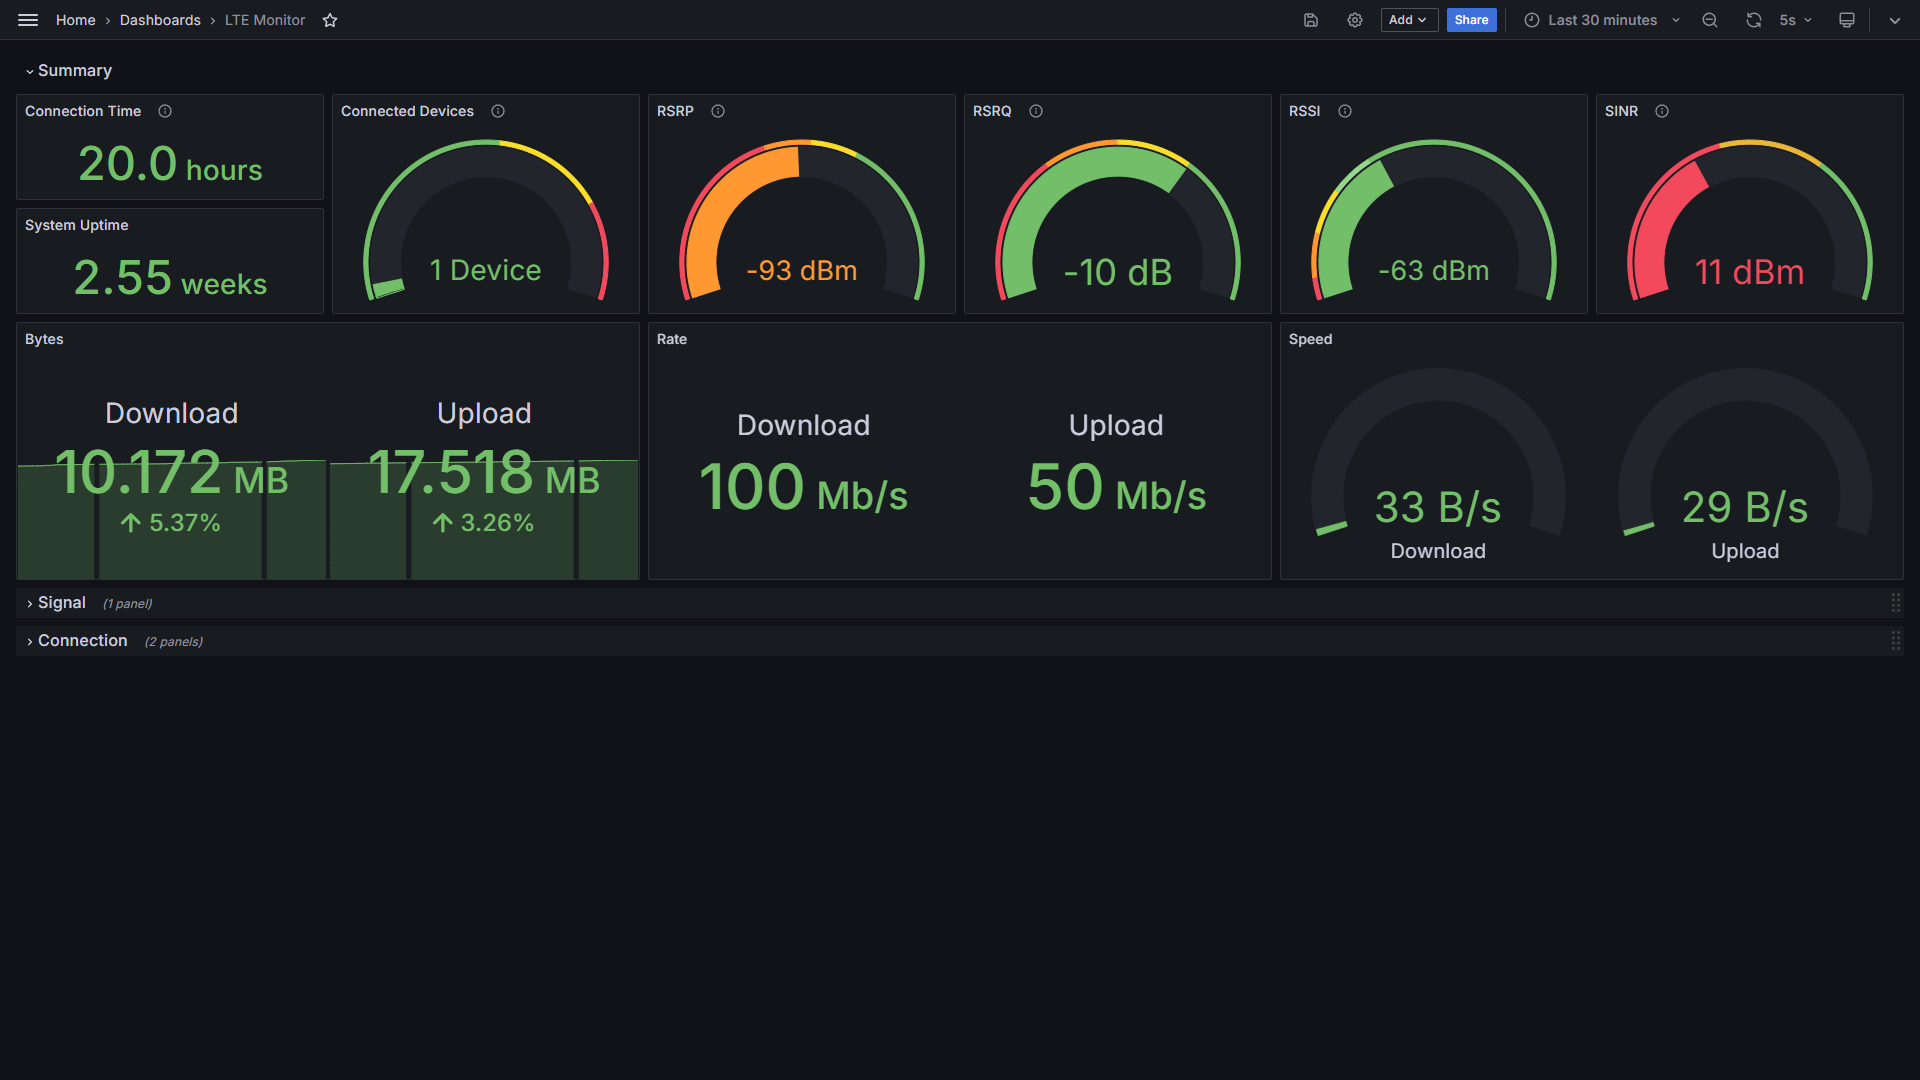 Home › Dashboards › LTE Monitor
Add
Share
Last 30 minutes
5s
Summary
Connection Time
20.0 hours
System Uptime
2.55 weeks
Connected Devices
1 Device
RSRP
-93 dBm
RSRQ
-10 dB
RSSI
-63 dBm
SINR
11 dBm
Bytes
Download
10.172 MB
5.37%
Upload
17.518 MB
3.26%
Rate
Download
100 Mb/s
Upload
50 Mb/s
Speed
33 B/s
Download
29 B/s
Upload
Signal (1 panel)
Connection (2 panels)